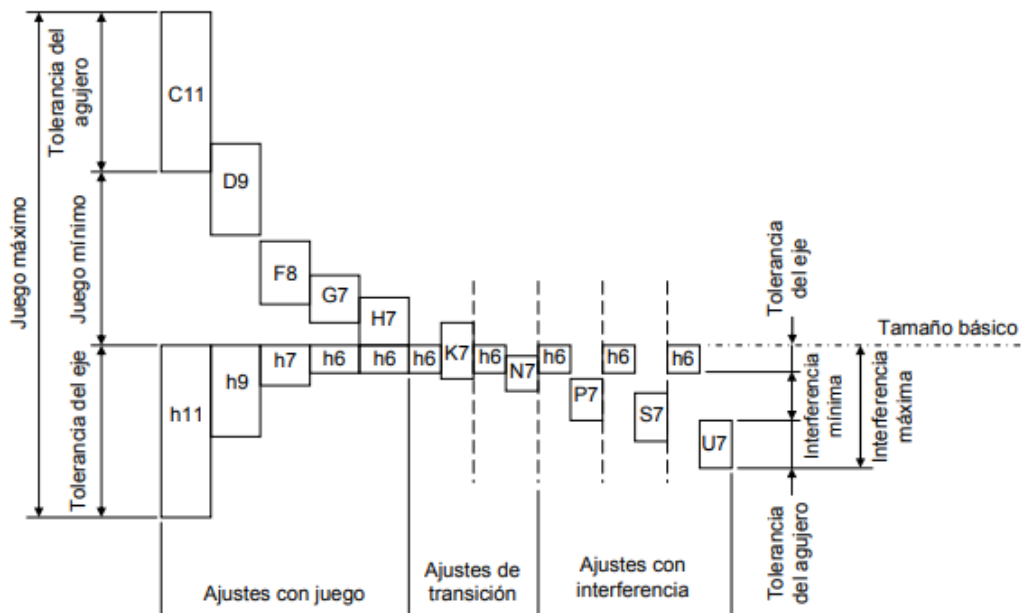 Juego máximo
Tolerancia del
agujero
Juego mínimo
Tolerancia del eje
C11
D9
F8
G7
H7
h11
h9
h7
h6
h6
h6
K7
h6
N7
h6
P7
h6
S7
h6
U7
Tolerancia
del eje
Tamaño básico
Interferencia
mínima
Interferencia
máxima
Tolerancia
del agujero
Ajustes con juego
Ajustes de
transición
Ajustes con
interferencia